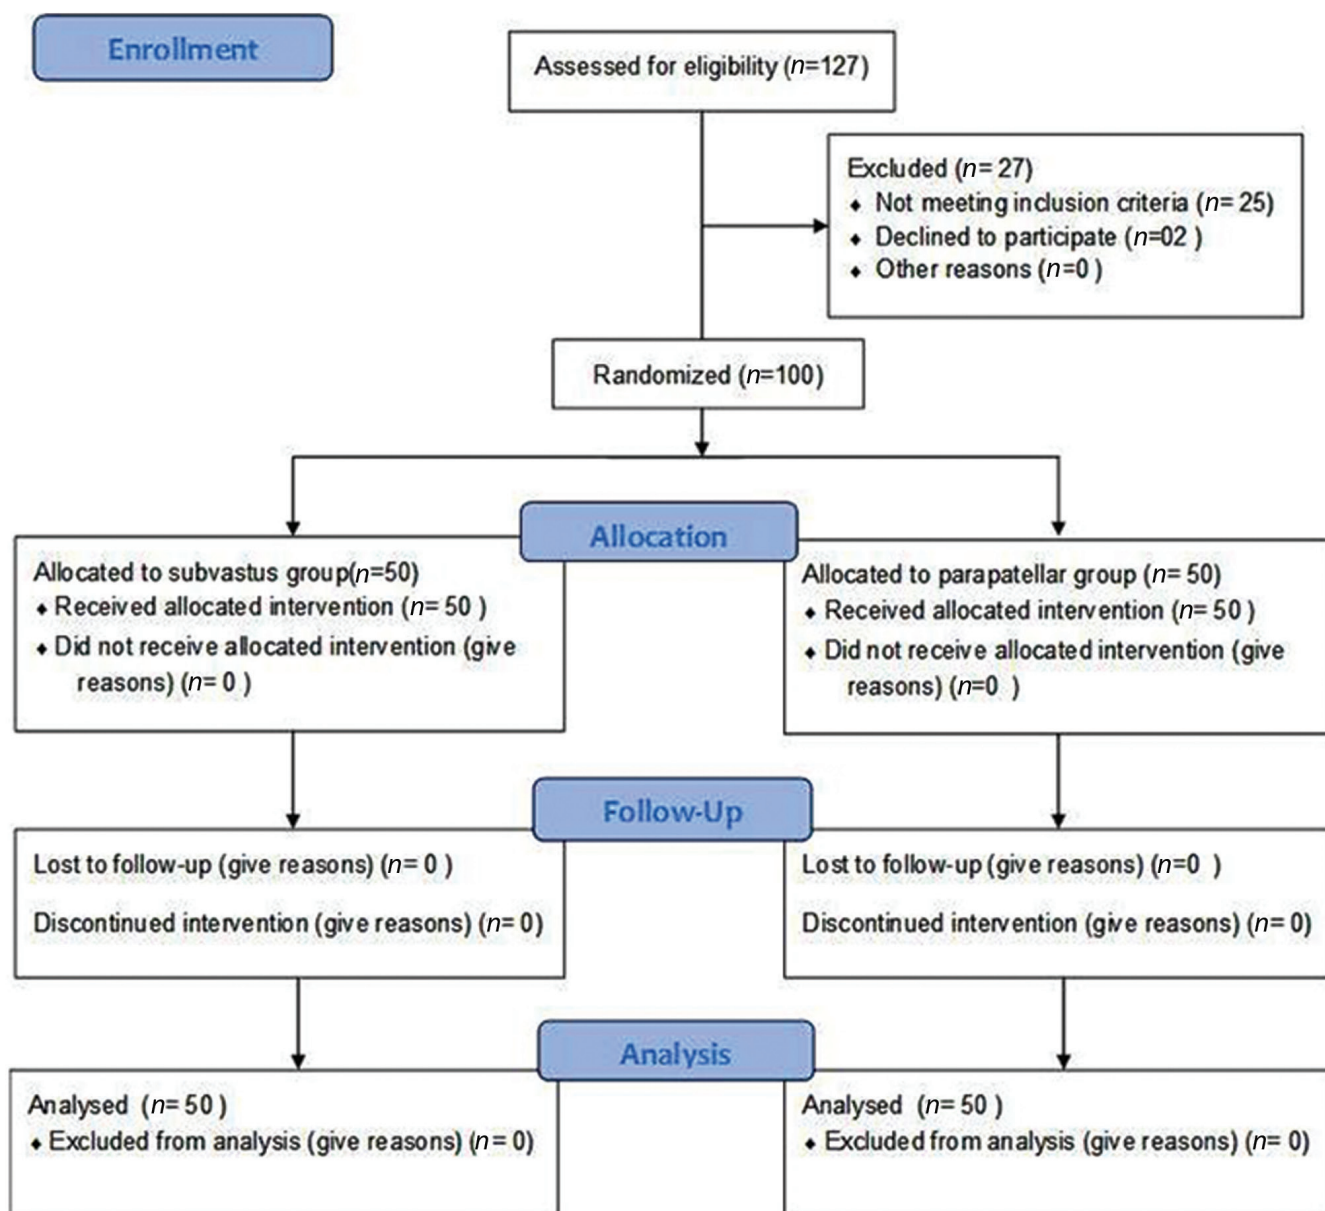 Enrollment
Assessed for eligibility (n=127)
Excluded (n= 27)
♦ Not meeting inclusion criteria (n= 25)
♦ Declined to participate (n=02 )
♦ Other reasons (n=0 )
Randomized (n=100)
Allocation
Allocated to subvastus group(n=50)
♦ Received allocated intervention (n= 50 )
♦ Did not receive allocated intervention (give
reasons) (n= 0 )
Allocated to parapatellar group (n= 50)
♦ Received allocated intervention (n= 50 )
♦ Did not receive allocated intervention (give
reasons) (n=0 )
Follow-Up
Lost to follow-up (give reasons) (n= 0 )
Discontinued intervention (give reasons) (n= 0)
Lost to follow-up (give reasons) (n=0 )
Discontinued intervention (give reasons) (n= 0)
Analysis
Analysed (n= 50 )
♦ Excluded from analysis (give reasons) (n= 0)
Analysed (n= 50 )
♦ Excluded from analysis (give reasons) (n= 0)